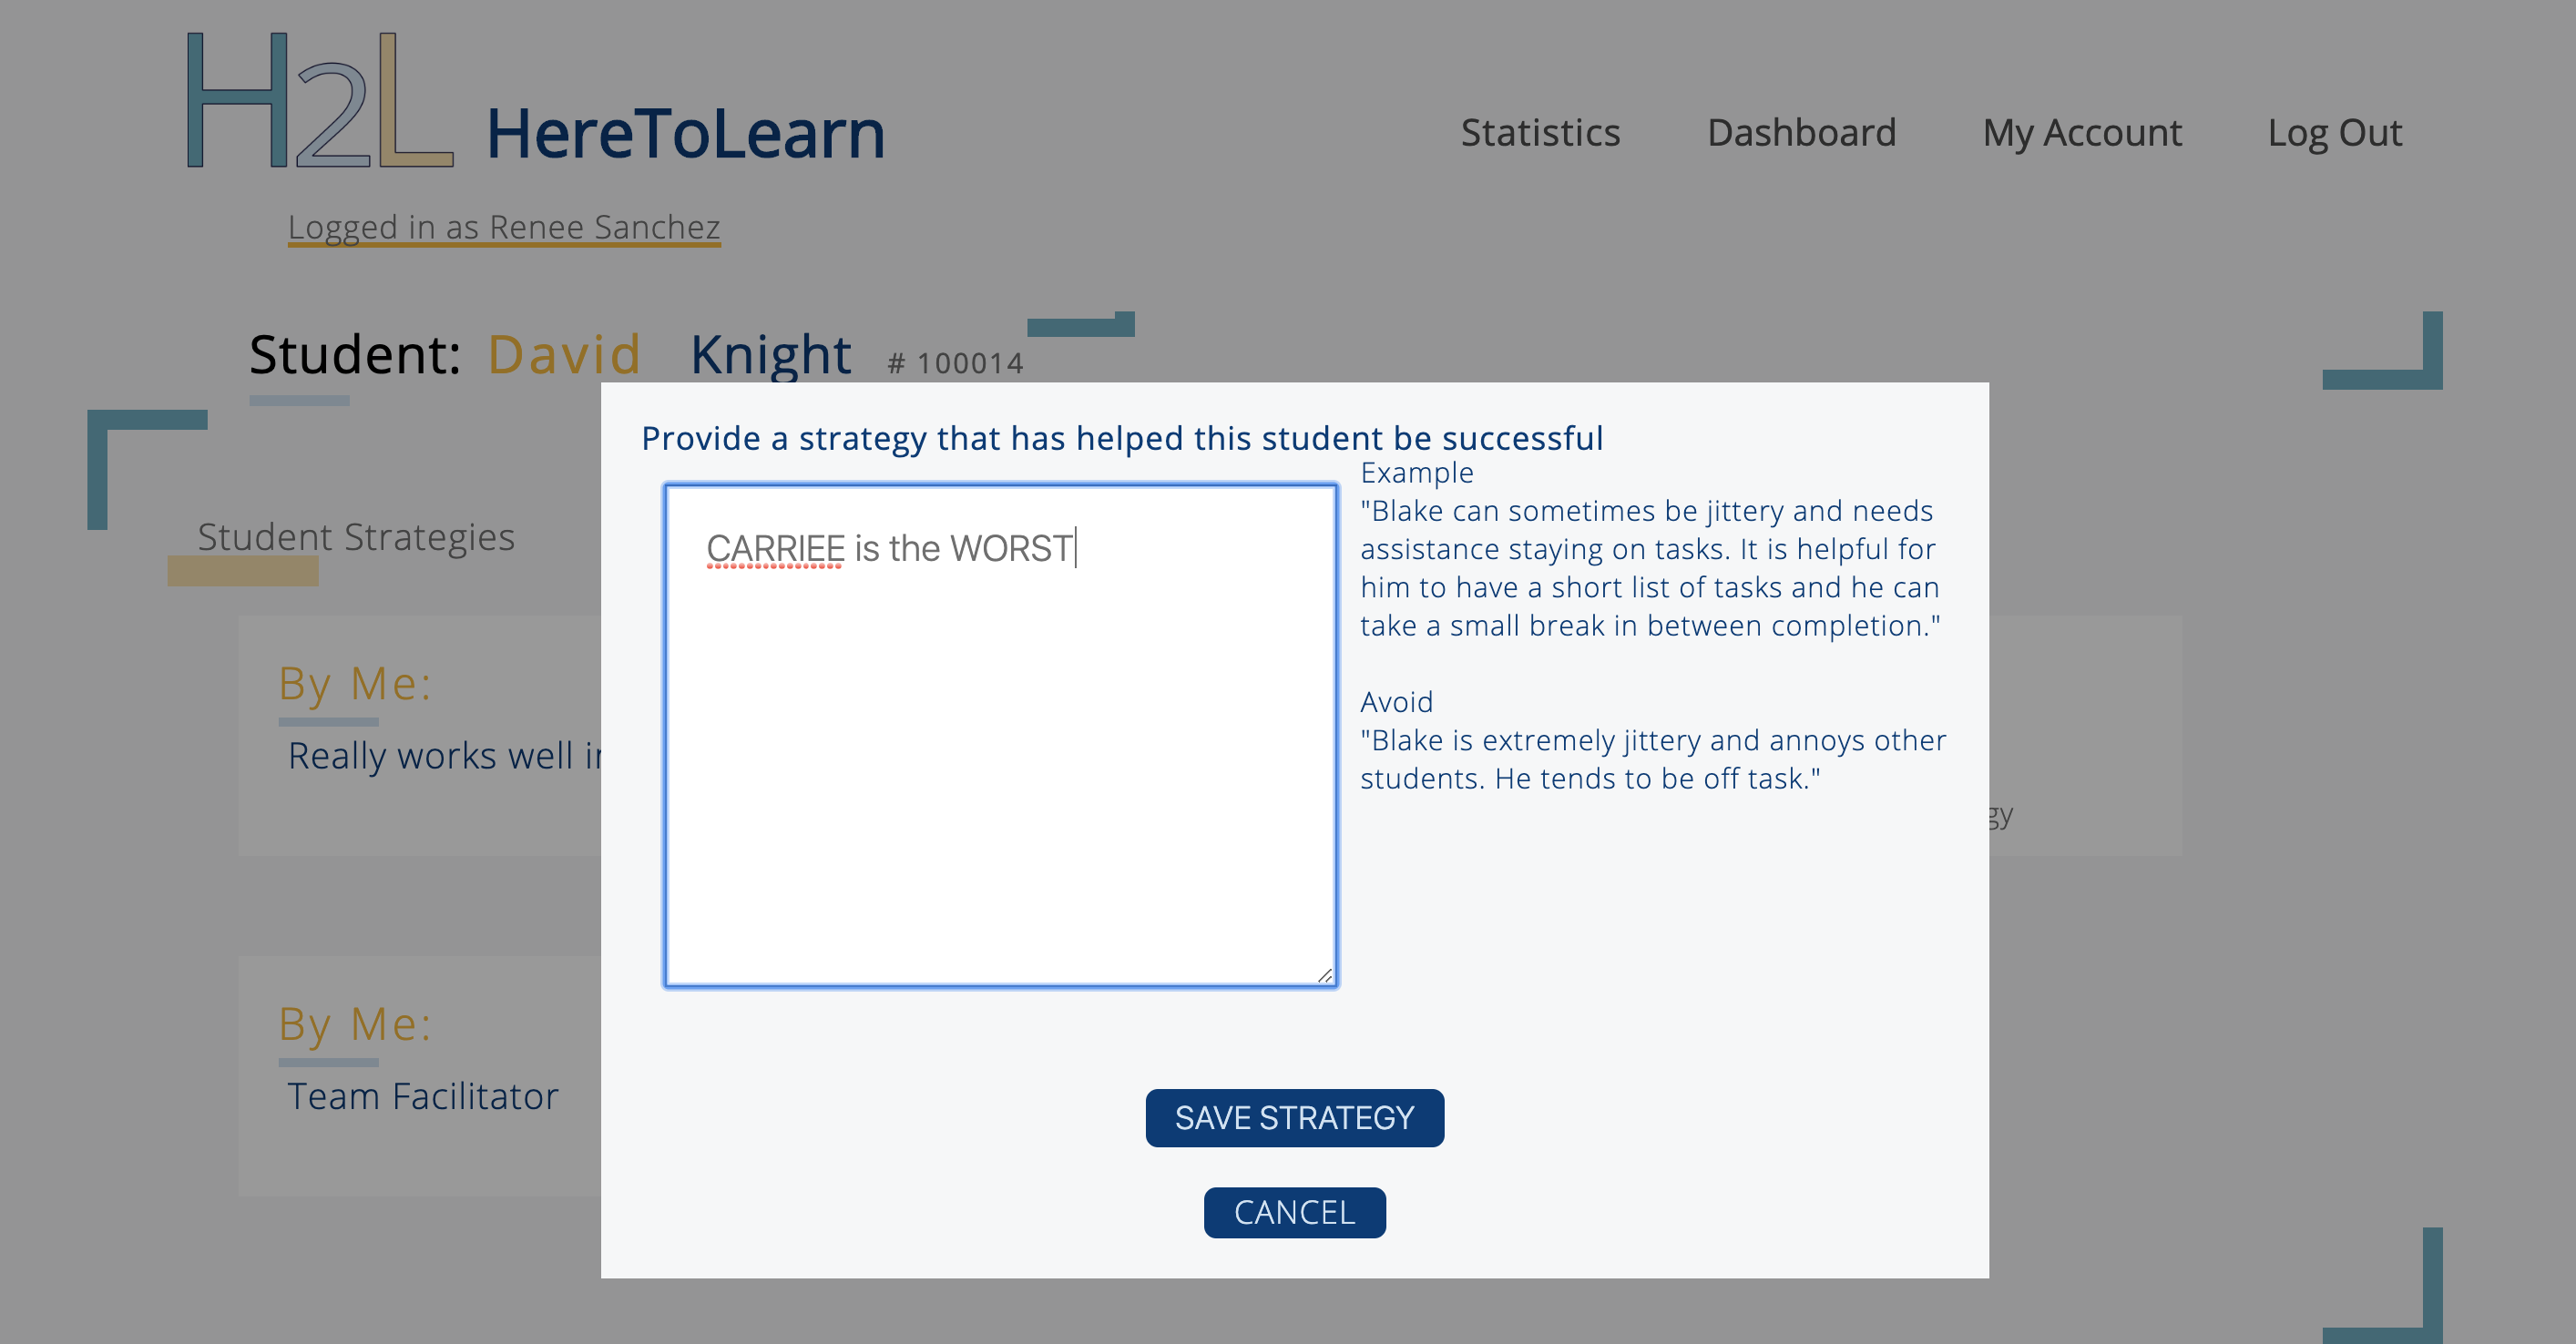 H2L HereToLearn
Statistics Dashboard My Account Log Out
Logged in as Renee Sanchez
Student: David Knight # 100014
Provide a strategy that has helped this student be successful
CARRIEE is the WORST
Example
"Blake can sometimes be jittery and needs
assistance staying on tasks. It is helpful for
him to have a short list of tasks and he can
take a small break in between completion."
Avoid
"Blake is extremely jittery and annoys other
students. He tends to be off task."
SAVE STRATEGY
CANCEL
Student Strategies
By Me:
Really works well
By Me:
Team Facilitator